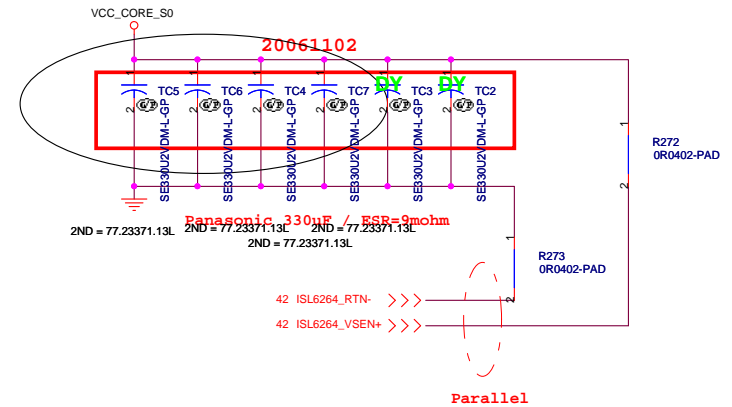 VCC_CORE_S0
20061102
1 1 1 1 1 1
DY DY
TC5 TC6 TC4 TC7 TC3 TC2
2 2 2 2 2 2
G/P G/P G/P G/P G/P G/P
SE330U2VDM-L-GP
SE330U2VDM-L-GP
SE330U2VDM-L-GP
SE330U2VDM-L-GP
SE330U2VDM-L-GP
SE330U2VDM-L-GP
1
R272
0R0402-PAD
2
Panasonic 330uF / ESR=9mohm
2ND = 77.23371.13L
2ND = 77.23371.13L
2ND = 77.23371.13L
2ND = 77.23371.13L
1
R273
0R0402-PAD
2
42 ISL6264_RTN-
42 ISL6264_VSEN+
Parallel